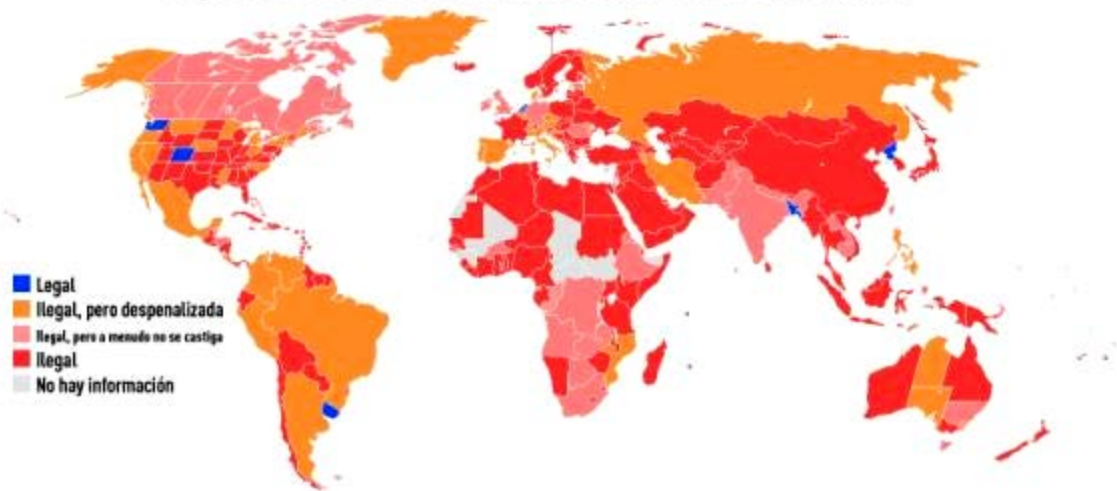 Legal
Ilegal, pero despenalizada
Ilegal, pero a menudo no se castiga
Ilegal
No hay información